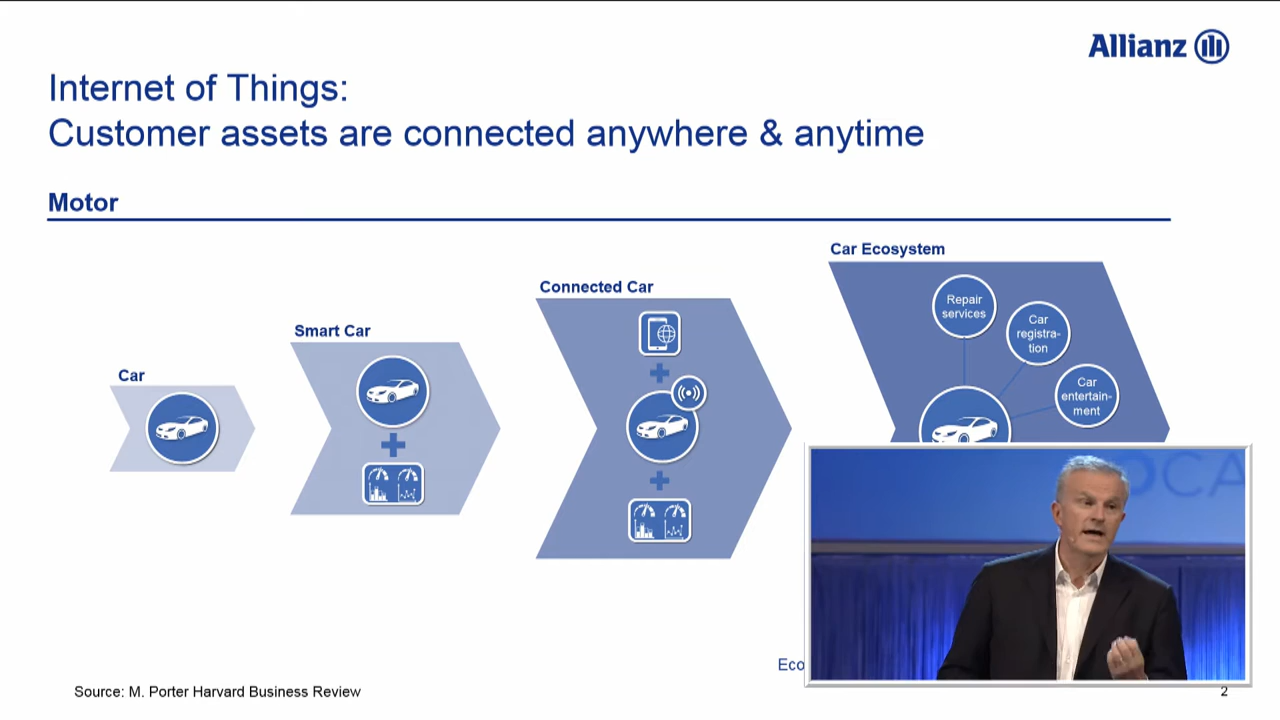 Allianz
Internet of Things:
Customer assets are connected anywhere & anytime
Motor
Car
Smart Car
Connected Car
Car Ecosystem
Repair
services
Car
registra-
tion
Car
entertain-
ment
OCA
Eco
Source: M. Porter Harvard Business Review
2